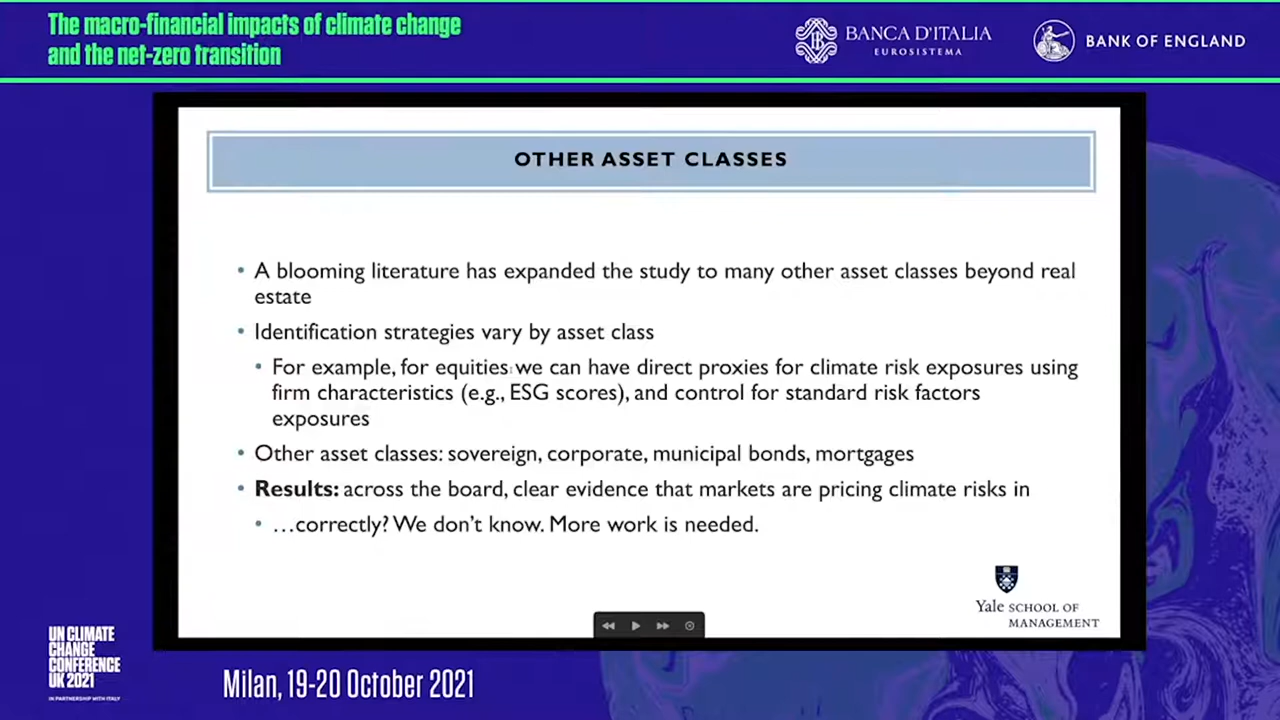 The macro-financial impacts of climate change
and the net-zero transition
BANCA D'ITALIA
EUROSISTEMA
BANK OF ENGLAND
OTHER ASSET CLASSES
• A blooming literature has expanded the study to many other asset classes beyond real
estate
• Identification strategies vary by asset class
• For example, for equities we can have direct proxies for climate risk exposures using
firm characteristics (e.g., ESG scores), and control for standard risk factors
exposures
• Other asset classes: sovereign, corporate, municipal bonds, mortgages
• Results: across the board, clear evidence that markets are pricing climate risks in
• …correctly? We don't know. More work is needed.
Yale SCHOOL OF
MANAGEMENT
UN CLIMATE
CHANGE
CONFERENCE
UK 2021
IN PARTNERSHIP WITH ITALY
Milan, 19-20 October 2021